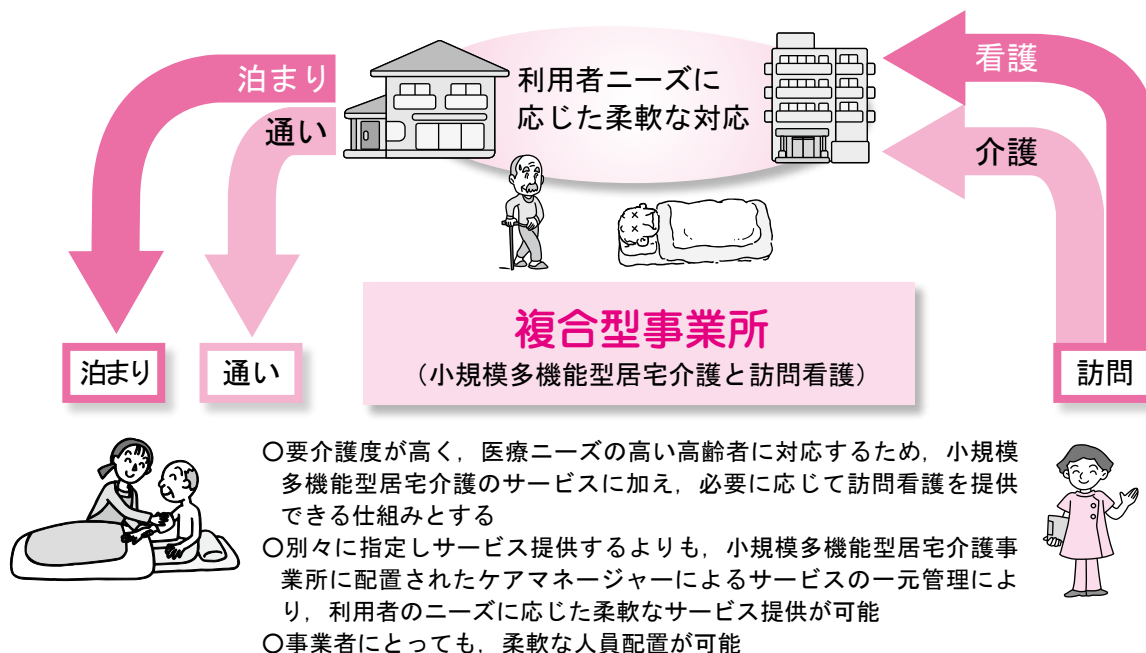 泊まり
通い
利用者ニーズに
応じた柔軟な対応
看護
介護
複合型事業所
（小規模多機能型居宅介護と訪問看護）
泊まり
通い
訪問
○要介護度が高く，医療ニーズの高い高齢者に対応するため，小規模
多機能型居宅介護のサービスに加え，必要に応じて訪問看護を提供
できる仕組みとする
○別々に指定しサービス提供するよりも，小規模多機能型居宅介護事
業所に配置されたケアマネージャーによるサービスの一元管理によ
り，利用者のニーズに応じた柔軟なサービス提供が可能
○事業者にとっても，柔軟な人員配置が可能